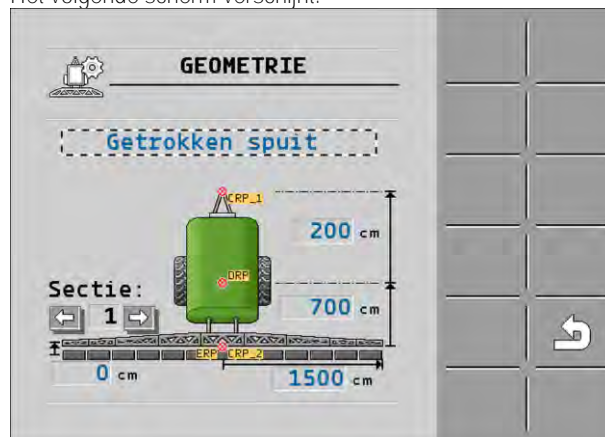 Het volgende scherm verschijnt:
GEOMETRIE
Getrokken spuit
CRP_1
200 cm
DRP
Sectie:
1
700 cm
ERP CRP_2
0 cm
1500 cm